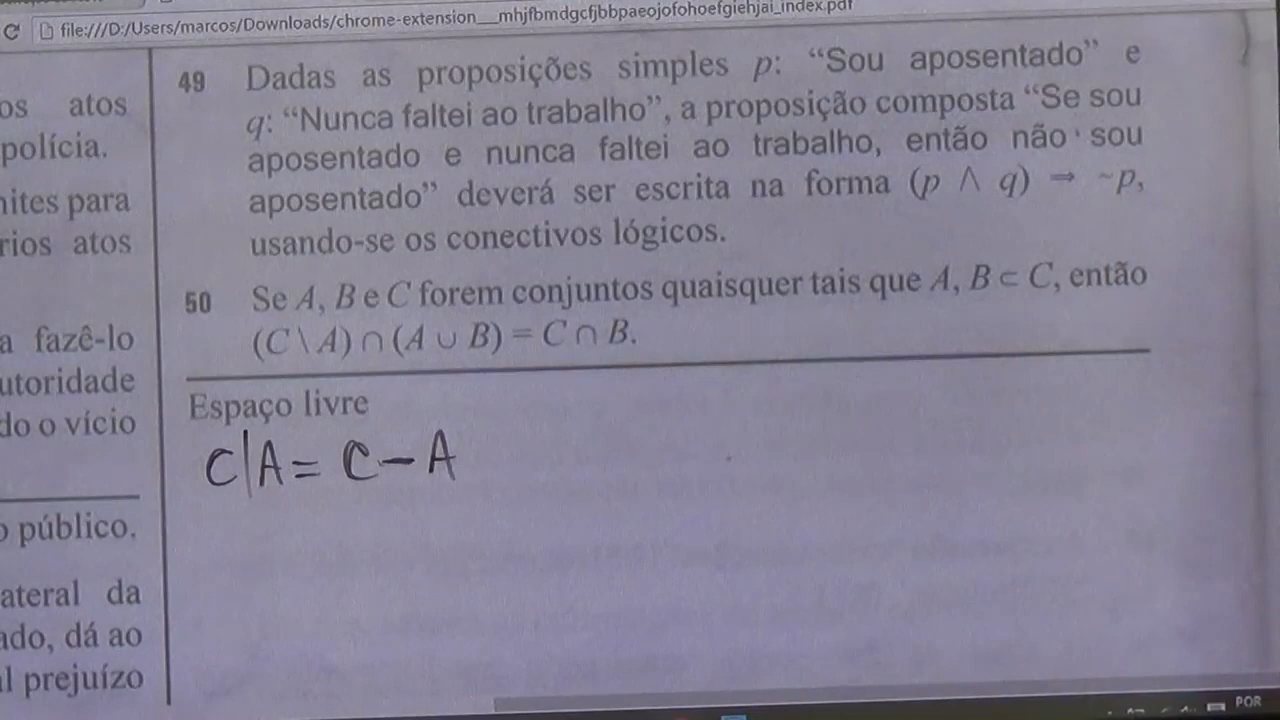 file:///D:/Users/marcos/Downloads/chrome-extension___mhjfbmdgcfjbbpaeojofohoefgiehjai_index.pdf
os atos
polícia.
nites para
rios atos
a fazê-lo
utoridade
do o vício
o público.
ateral da
ado, dá ao
al prejuízo
49 Dadas as proposições simples p: “Sou aposentado” e
q: “Nunca faltei ao trabalho”, a proposição composta “Se sou
aposentado e nunca faltei ao trabalho, então não sou
aposentado” deverá ser escrita na forma (p ∧ q) → ~p,
usando-se os conectivos lógicos.
50 Se A, B e C forem conjuntos quaisquer tais que A, B ⊂ C, então
(C \ A) ∩ (A ∪ B) = C ∩ B.
Espaço livre
C|A = C - A
POR